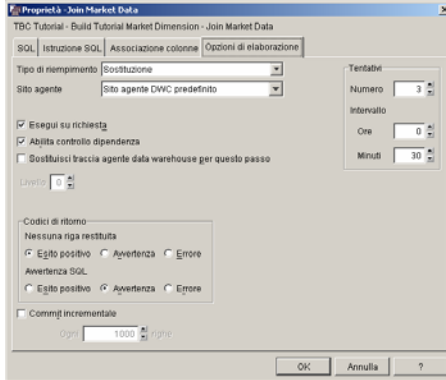 Proprietà -Join Market Data
TBC Tutorial - Build Tutorial Market Dimension - Join Market Data
SQL Istruzione SQL Associazione colonne Opzioni di elaborazione
Tipo di riempimento Sostituzione
Sito agente Sito agente DWC predefinito
Tentativi
Numero 3
Intervallo
Ore 0
Minuti 30
Esegui su richiesta
Abilita controllo dipendenza
Sostituisci traccia agente data warehouse per questo passo
Livello 0
Codici di ritorno
Nessuna riga restituita
Esito positivo Avvertenza Errore
Avvertenza SQL
Esito positivo Avvertenza Errore
Commit incrementale
Ogni 1000 righe
OK Annulla ?